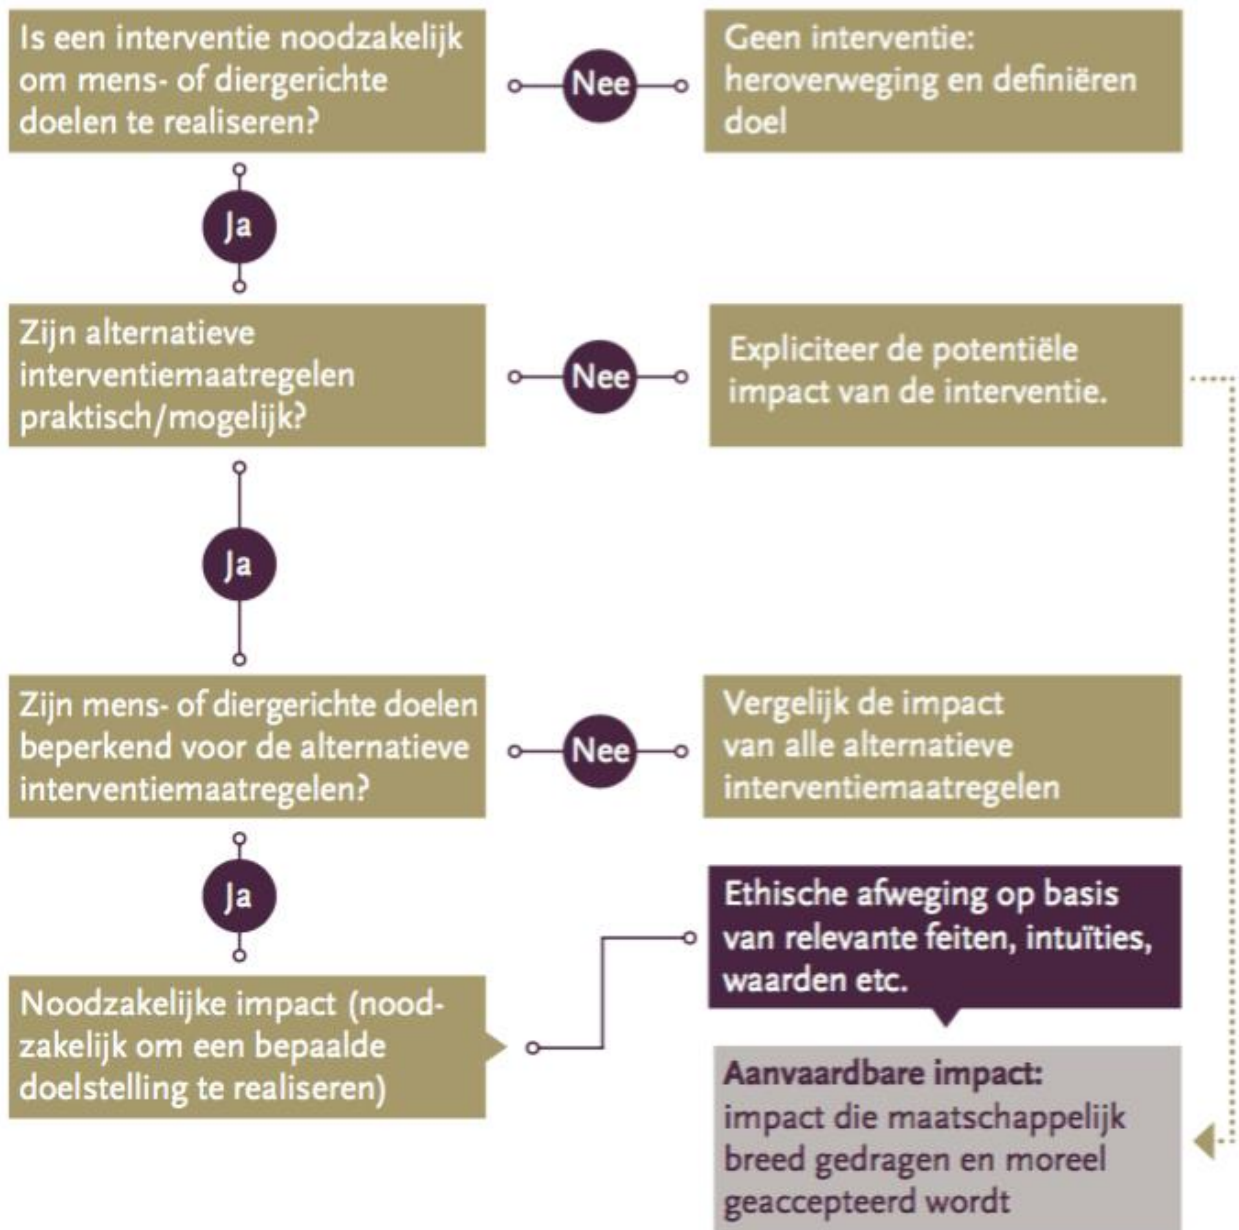 Is een interventie noodzakelijk
om mens- of diergerichte
doelen te realiseren?
Nee
Geen interventie:
heroverweging en definiëren
doel
Ja
Zijn alternatieve
interventiemaatregelen
praktisch/mogelijk?
Nee
Expliciteer de potentiële
impact van de interventie.
Ja
Zijn mens- of diergerichte doelen
beperkend voor de alternatieve
interventiemaatregelen?
Nee
Vergelijk de impact
van alle alternatieve
interventiemaatregelen
Ja
Noodzakelijke impact (nood-
zakelijk om een bepaalde
doelstelling te realiseren)
Ethische afweging op basis
van relevante feiten, intuïties,
waarden etc.
Aanvaardbare impact:
impact die maatschappelijk
breed gedragen en moreel
geaccepteerd wordt